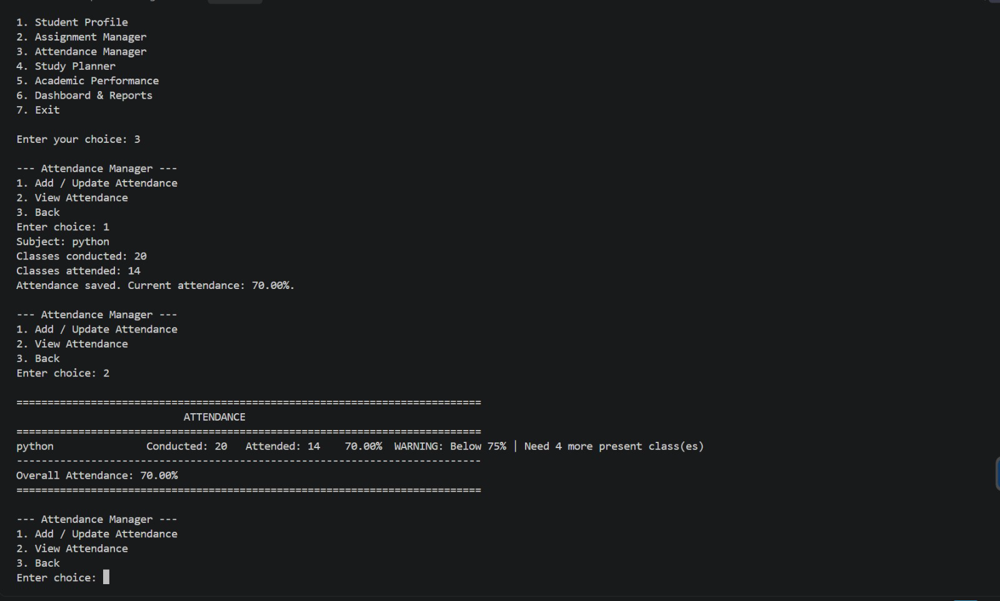 1. Student Profile
2. Assignment Manager
3. Attendance Manager
4. Study Planner
5. Academic Performance
6. Dashboard & Reports
7. Exit
Enter your choice: 3
--- Attendance Manager ---
1. Add / Update Attendance
2. View Attendance
3. Back
Enter choice: 1
Subject: python
Classes conducted: 20
Classes attended: 14
Attendance saved. Current attendance: 70.00%.
--- Attendance Manager ---
1. Add / Update Attendance
2. View Attendance
3. Back
Enter choice: 2
===========================================================================
ATTENDANCE
===========================================================================
python               Conducted: 20   Attended: 14    70.00%  WARNING: Below 75% | Need 4 more present class(es)
---------------------------------------------------------------------------
Overall Attendance: 70.00%
===========================================================================
--- Attendance Manager ---
1. Add / Update Attendance
2. View Attendance
3. Back
Enter choice: